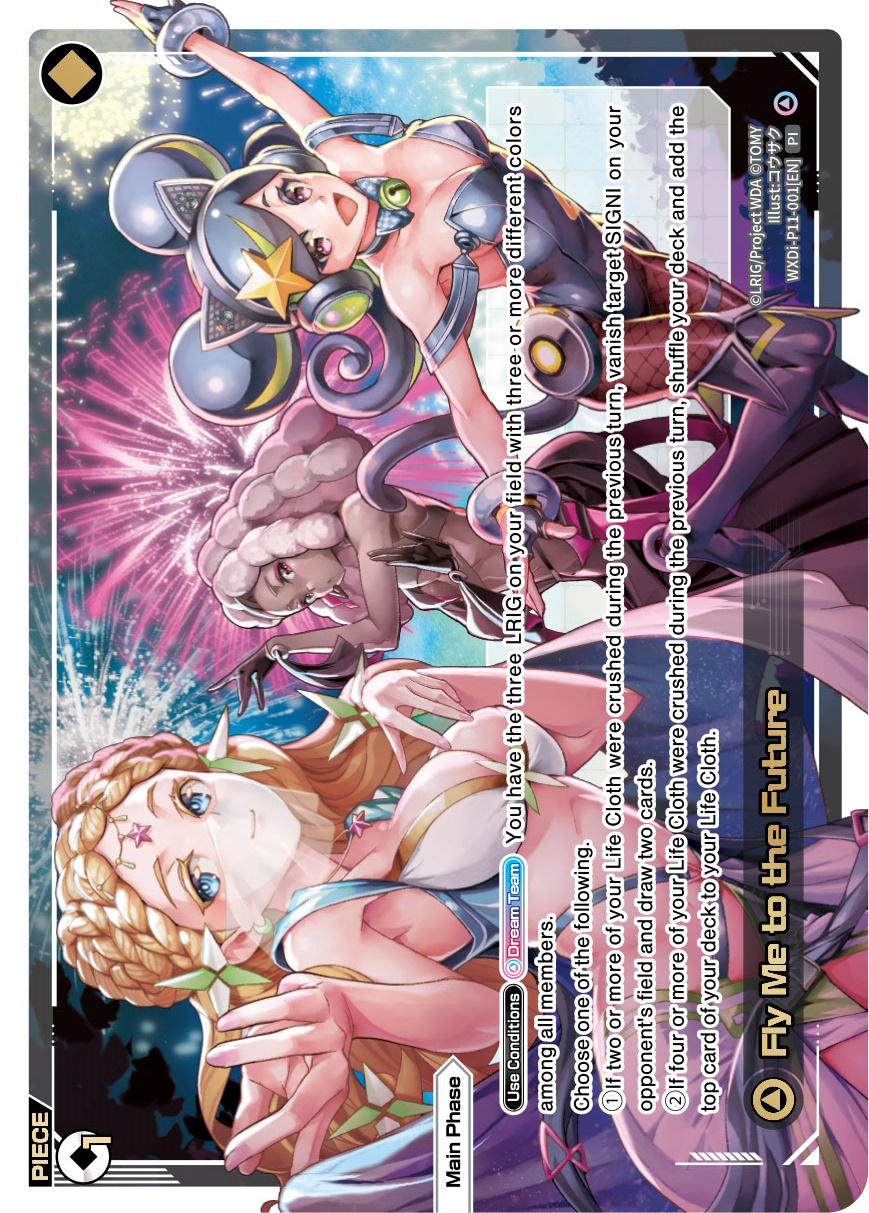 PIECE
1
Main Phase
Use Conditions Dream Team You have the three LRIG on your field with three or more different colors
among all members.
Choose one of the following.
①If two or more of your Life Cloth were crushed during the previous turn, vanish target SIGNI on your
opponent's field and draw two cards.
②If four or more of your Life Cloth were crushed during the previous turn, shuffle your deck and add the
top card of your deck to your Life Cloth.
Fly Me to the Future
©LRIG/Project WDA ©TOMY
Illust:コウサク
WXDi-P11-001[EN] PI